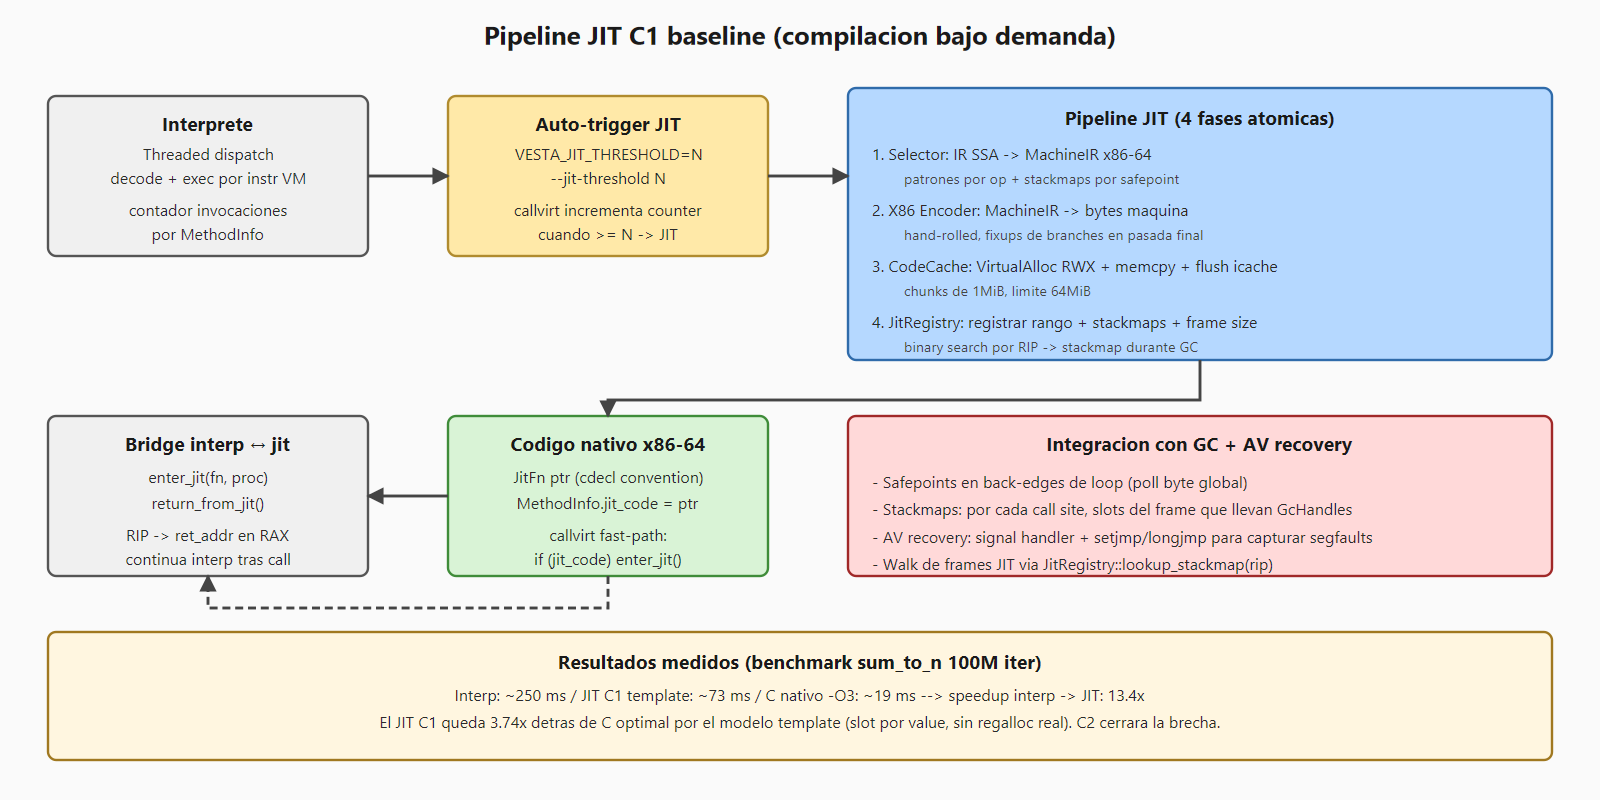 Pipeline JIT C1 baseline (compilacion bajo demanda)
Interprete
Threaded dispatch
decode + exec por instr VM
contador invocaciones
por MethodInfo
Auto-trigger JIT
VESTA_JIT_THRESHOLD=N
--jit-threshold N
callvirt incrementa counter
cuando >= N -> JIT
Pipeline JIT (4 fases atomicas)
1. Selector: IR SSA -> MachineIR x86-64
patrones por op + stackmaps por safepoint
2. X86 Encoder: MachineIR -> bytes maquina
hand-rolled, fixups de branches en pasada final
3. CodeCache: VirtualAlloc RWX + memcpy + flush icache
chunks de 1MiB, limite 64MiB
4. JitRegistry: registrar rango + stackmaps + frame size
binary search por RIP -> stackmap durante GC
Bridge interp ↔ jit
enter_jit(fn, proc)
return_from_jit()
RIP -> ret_addr en RAX
continua interp tras call
Codigo nativo x86-64
JitFn ptr (cdecl convention)
MethodInfo.jit_code = ptr
callvirt fast-path:
if (jit_code) enter_jit()
Integracion con GC + AV recovery
- Safepoints en back-edges de loop (poll byte global)
- Stackmaps: por cada call site, slots del frame que llevan GcHandles
- AV recovery: signal handler + setjmp/longjmp para capturar segfaults
- Walk de frames JIT via JitRegistry::lookup_stackmap(rip)
Resultados medidos (benchmark sum_to_n 100M iter)
Interp: ~250 ms / JIT C1 template: ~73 ms / C nativo -O3: ~19 ms --> speedup interp -> JIT: 13.4x
El JIT C1 queda 3.74x detras de C optimal por el modelo template (slot por value, sin regalloc real). C2 cerrara la brecha.